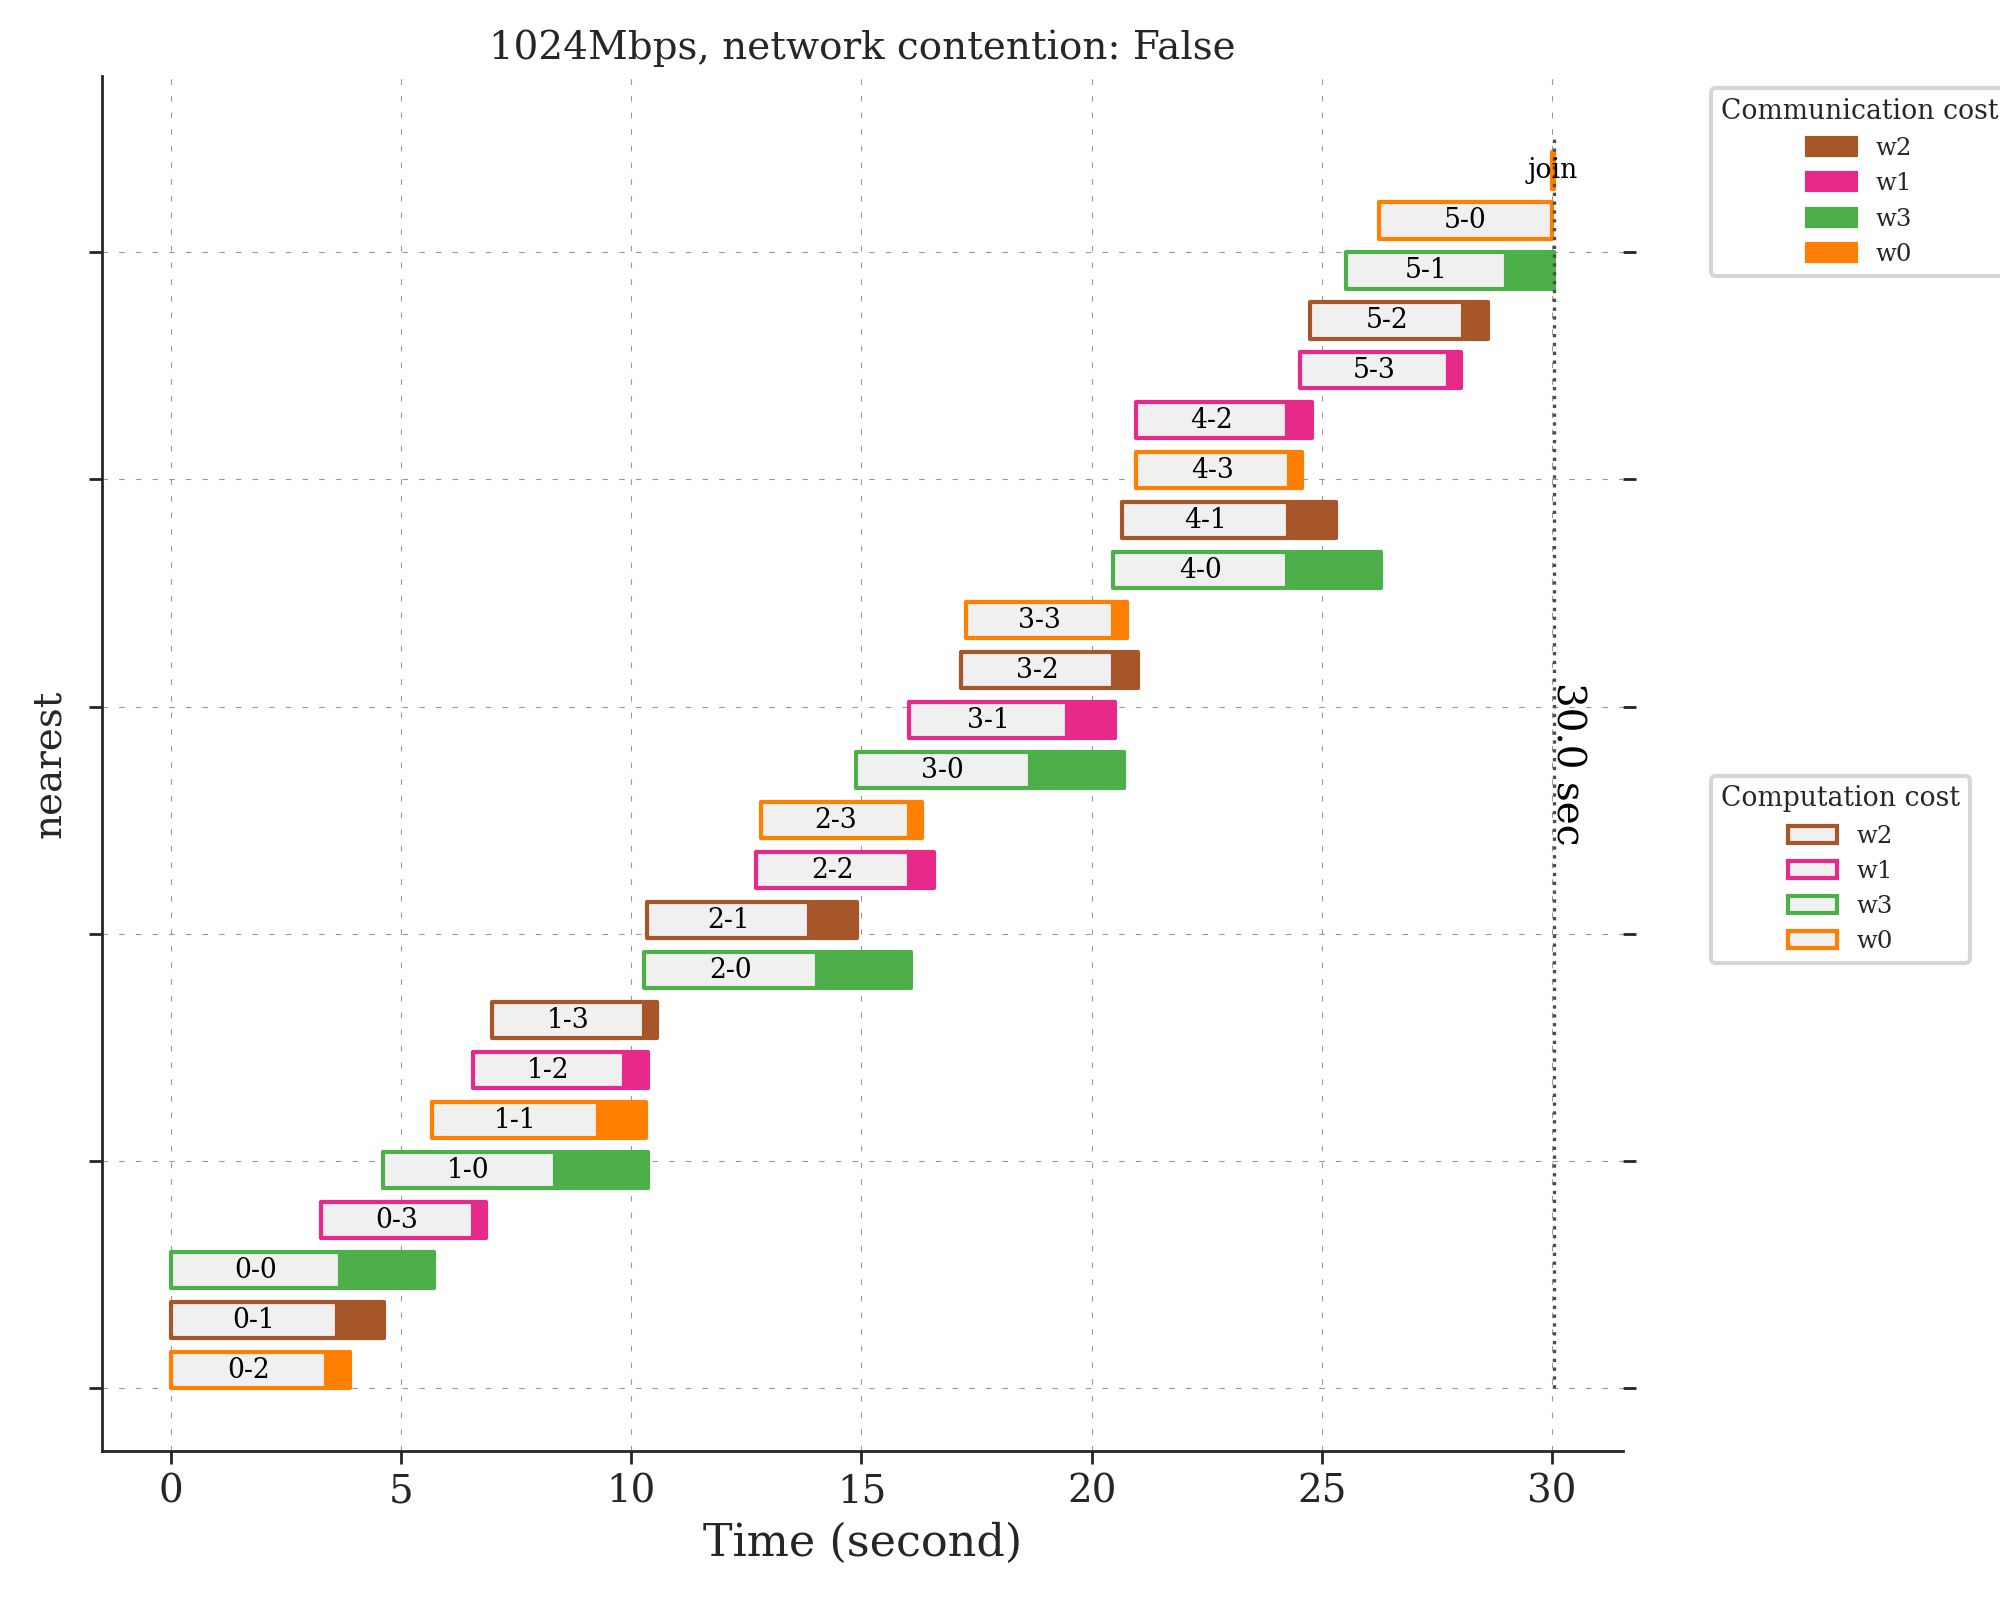 1024Mbps, network contention: False
Communication cost
w2
w1
w3
w0
join
5-0
5-1
5-2
5-3
4-2
4-3
4-1
4-0
3-3
3-2
3-1
3-0
2-3
2-2
2-1
2-0
1-3
1-2
1-1
1-0
0-3
0-0
0-1
0-2
30.0 sec
nearest
Computation cost
w2
w1
w3
w0
0 5 10 15 20 25 30
Time (second)